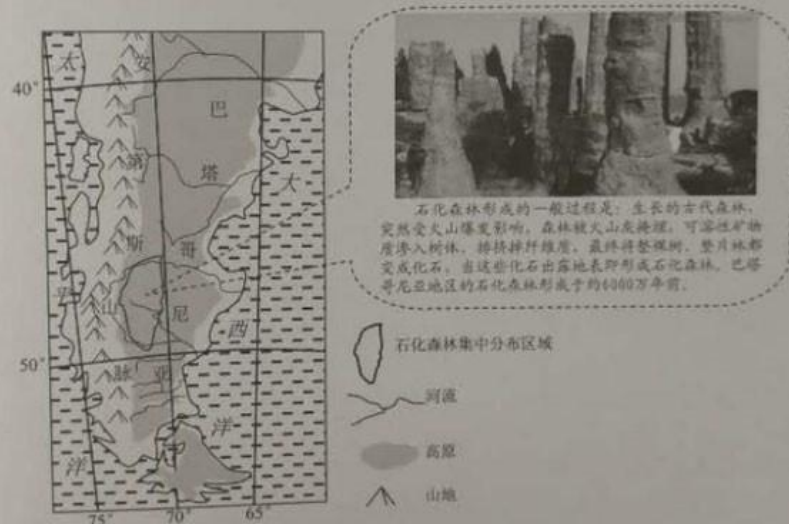 石化森林形成的一般过程是：生长的古代森林，
突然受火山爆发影响，森林被火山灰掩埋，可溶性矿物
质渗入树体，排挤掉纤维质，最终将整棵树、整片林都
变成化石。当这些化石出露地表即形成石化森林。巴塔
哥尼亚地区的石化森林形成于约6000万年前。
太平洋
安第斯山脉
巴塔哥尼亚
大西洋
40°
50°
75°
70°
65°
石化森林集中分布区域
河流
高原
山地